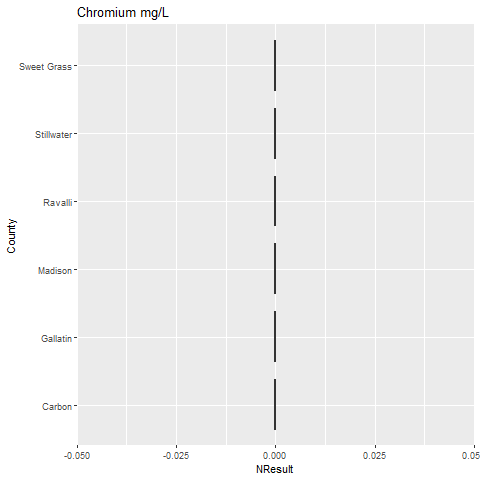 Chromium mg/L
Sweet Grass
Stillwater
Ravalli
Madison
Gallatin
Carbon
County
-0.050 -0.025 0.000 0.025 0.05
NResult